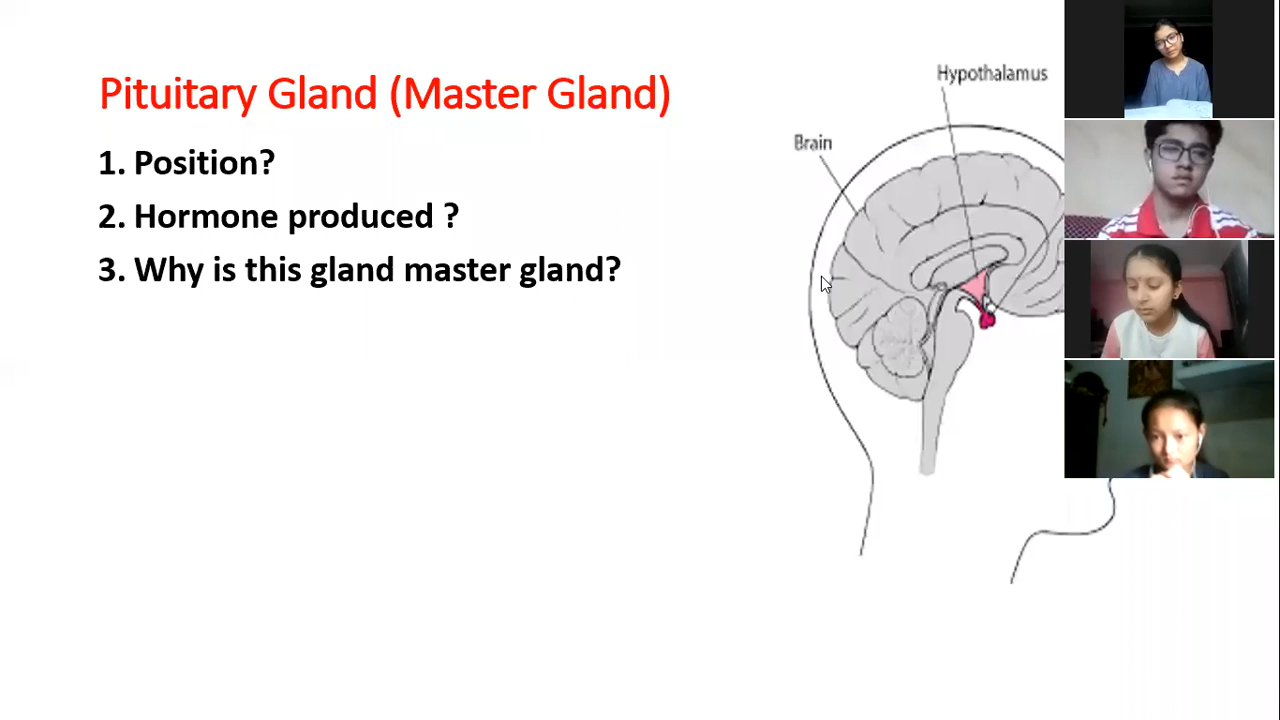 Pituitary Gland (Master Gland)
1. Position?
2. Hormone produced ?
3. Why is this gland master gland?
Hypothalamus
Brain